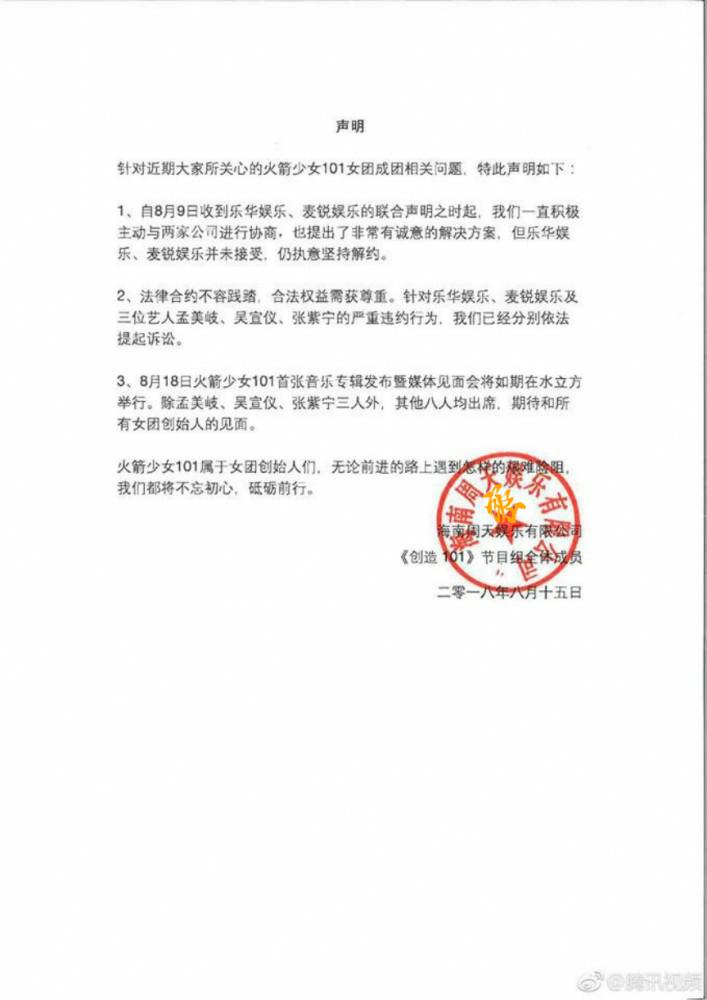 声明
针对近期大家所关心的火箭少女101女团成团相关问题，特此声明如下：
1、自8月9日收到乐华娱乐、麦锐娱乐的联合声明之时起，我们一直积极
主动与两家公司进行协商，也提出了非常有诚意的解决方案，但乐华娱
乐、麦锐娱乐并未接受，仍执意坚持解约。
2、法律合约不容践踏，合法权益需获尊重。针对乐华娱乐、麦锐娱乐及
三位艺人孟美岐、吴宣仪、张紫宁的严重违约行为，我们已经分别依法
提起诉讼。
3、8月18日火箭少女101首张音乐专辑发布暨媒体见面会将如期在水立方
举行。除孟美岐、吴宣仪、张紫宁三人外，其他八人均出席，期待和所
有女团创始人的见面。
火箭少女101属于女团创始人们，无论前进的路上遇到怎样的艰难险阻，
我们都将不忘初心，砥砺前行。
海南周天娱乐有限公司
海南周天娱乐有限公司
《创造101》节目组全体成员
二零一八年八月十五日
@腾讯视频